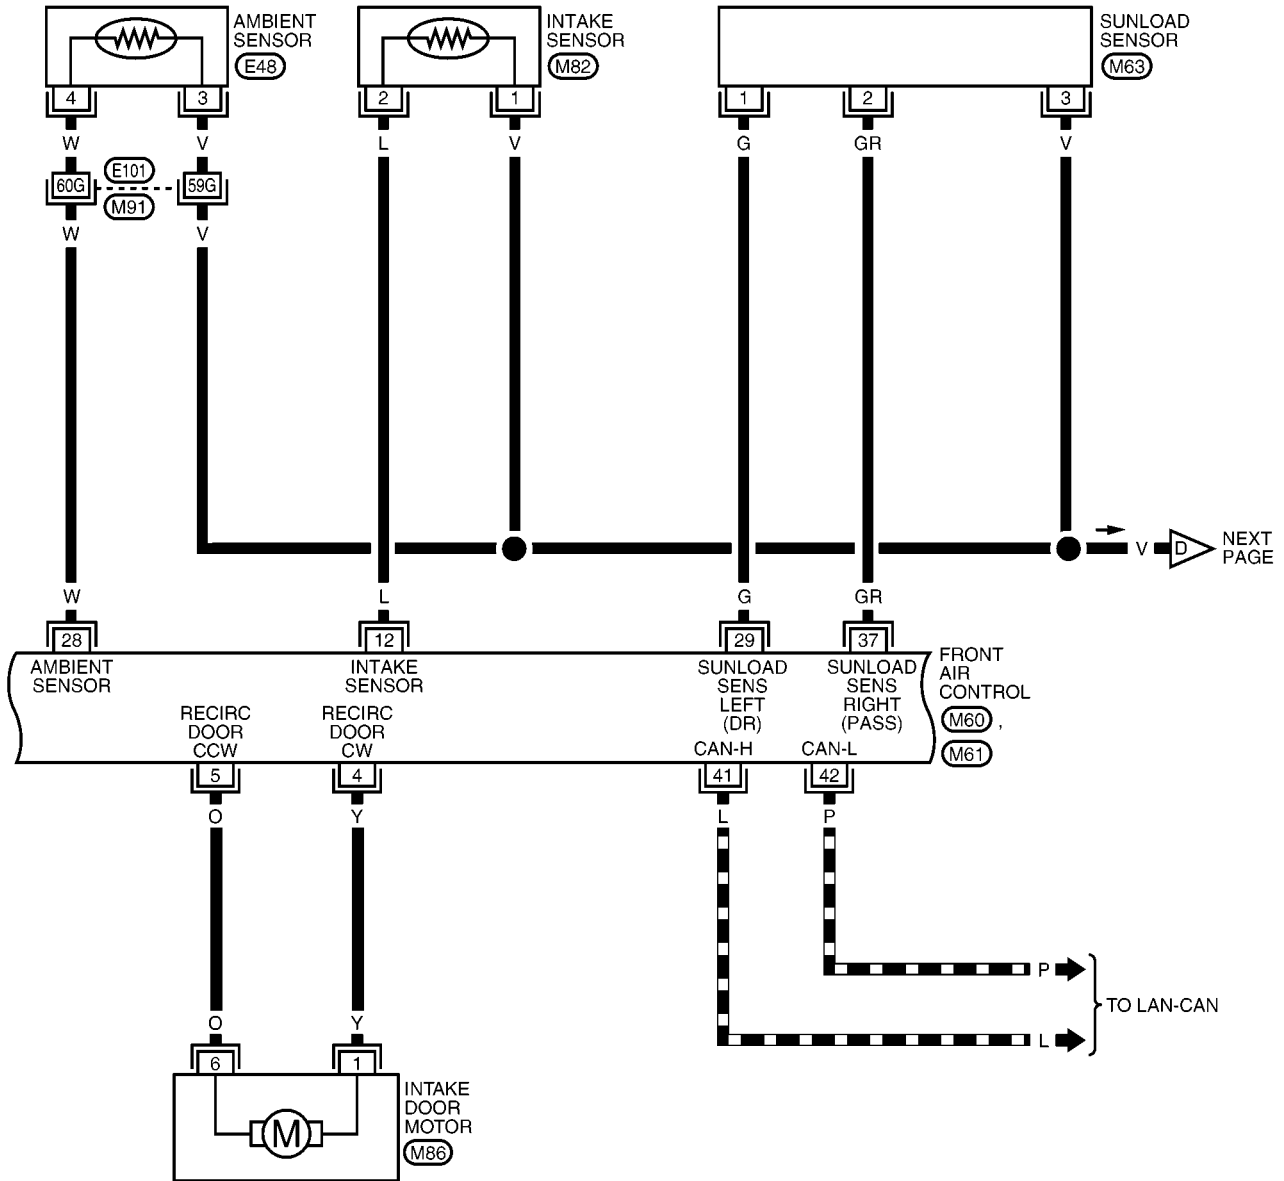 AMBIENT
SENSOR
E48
INTAKE
SENSOR
M82
SUNLOAD
SENSOR
M63
4
3
2
1
1
2
3
W
V
L
V
G
GR
V
60G
E101
M91
59G
W
V
V
D
NEXT
PAGE
W
L
G
GR
28
12
29
37
AMBIENT
SENSOR
INTAKE
SENSOR
SUNLOAD
SENS
LEFT
(DR)
SUNLOAD
SENS
RIGHT
(PASS)
FRONT
AIR
CONTROL
M60 ,
M61
RECIRC
DOOR
CCW
RECIRC
DOOR
CW
CAN-H
CAN-L
5
4
41
42
O
Y
L
P
P
TO LAN-CAN
L
O
Y
6
1
M
INTAKE
DOOR
MOTOR
M86